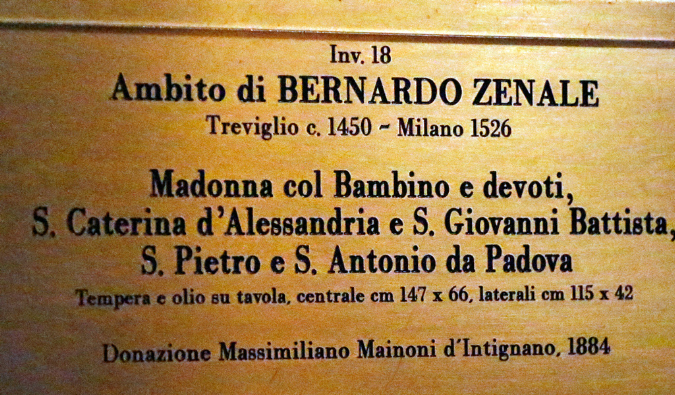 Inv. 18
Ambito di BERNARDO ZENALE
Treviglio c. 1450 ~ Milano 1526
Madonna col Bambino e devoti,
S. Caterina d'Alessandria e S. Giovanni Battista,
S. Pietro e S. Antonio da Padova
Tempera e olio su tavola, centrale cm 147 x 66, laterali cm 115 x 42
Donazione Massimiliano Mainoni d'Intignano, 1884